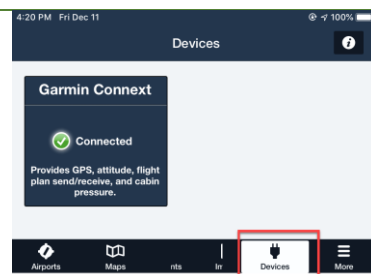 4:20 PM Fri Dec 11
100%
Devices
Garmin Connext
Connected
Provides GPS, attitude, flight
plan send/receive, and cabin
pressure.
Airports
Maps
nts
Devices
More